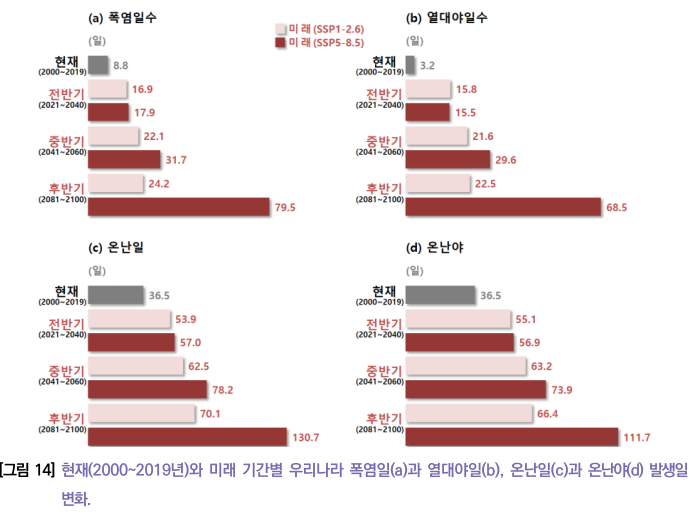 (a) 폭염일수
(일)
미래 (SSP1-2.6)
미래 (SSP5-8.5)
현재
(2000~2019)
8.8
전반기
(2021~2040)
16.9
17.9
중반기
(2041~2060)
22.1
31.7
후반기
(2081~2100)
24.2
79.5
(b) 열대야일수
(일)
현재
(2000~2019)
3.2
전반기
(2021~2040)
15.8
15.5
중반기
(2041~2060)
21.6
29.6
후반기
(2081~2100)
22.5
68.5
(c) 온난일
(일)
현재
(2000~2019)
36.5
전반기
(2021~2040)
53.9
57.0
중반기
(2041~2060)
62.5
78.2
후반기
(2081~2100)
70.1
130.7
(d) 온난야
(일)
현재
(2000~2019)
36.5
전반기
(2021~2040)
55.1
56.9
중반기
(2041~2060)
63.2
73.9
후반기
(2081~2100)
66.4
111.7
[그림 14] 현재(2000~2019년)와 미래 기간별 우리나라 폭염일(a)과 열대야일(b), 온난일(c)과 온난야(d) 발생일
변화.